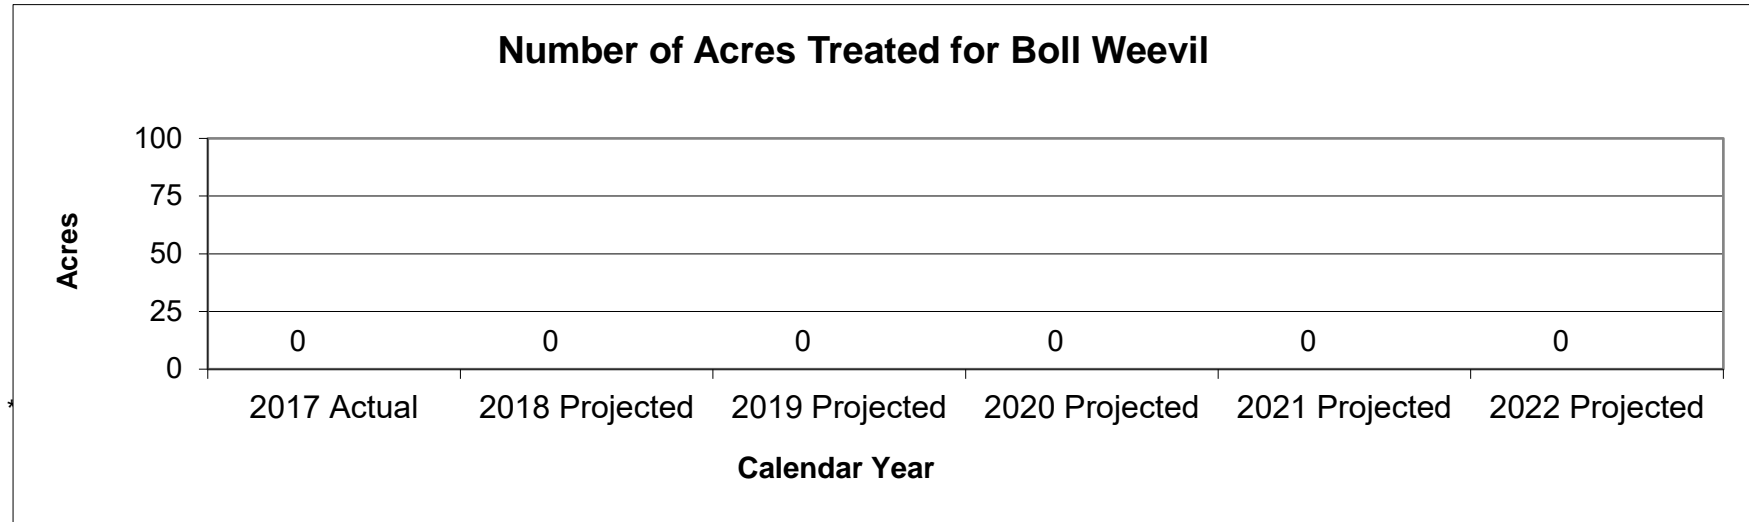 Number of Acres Treated for Boll Weevil
100
75
50
25
0
Acres
0 0 0 0 0 0
* 2017 Actual 2018 Projected 2019 Projected 2020 Projected 2021 Projected 2022 Projected
Calendar Year